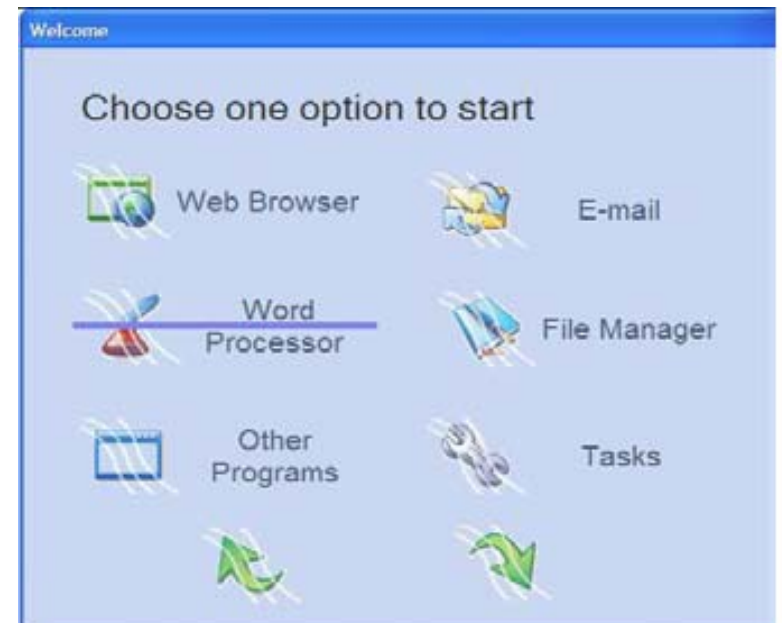 Welcome
Choose one option to start
Web Browser
E-mail
Word
Processor
File Manager
Other
Programs
Tasks